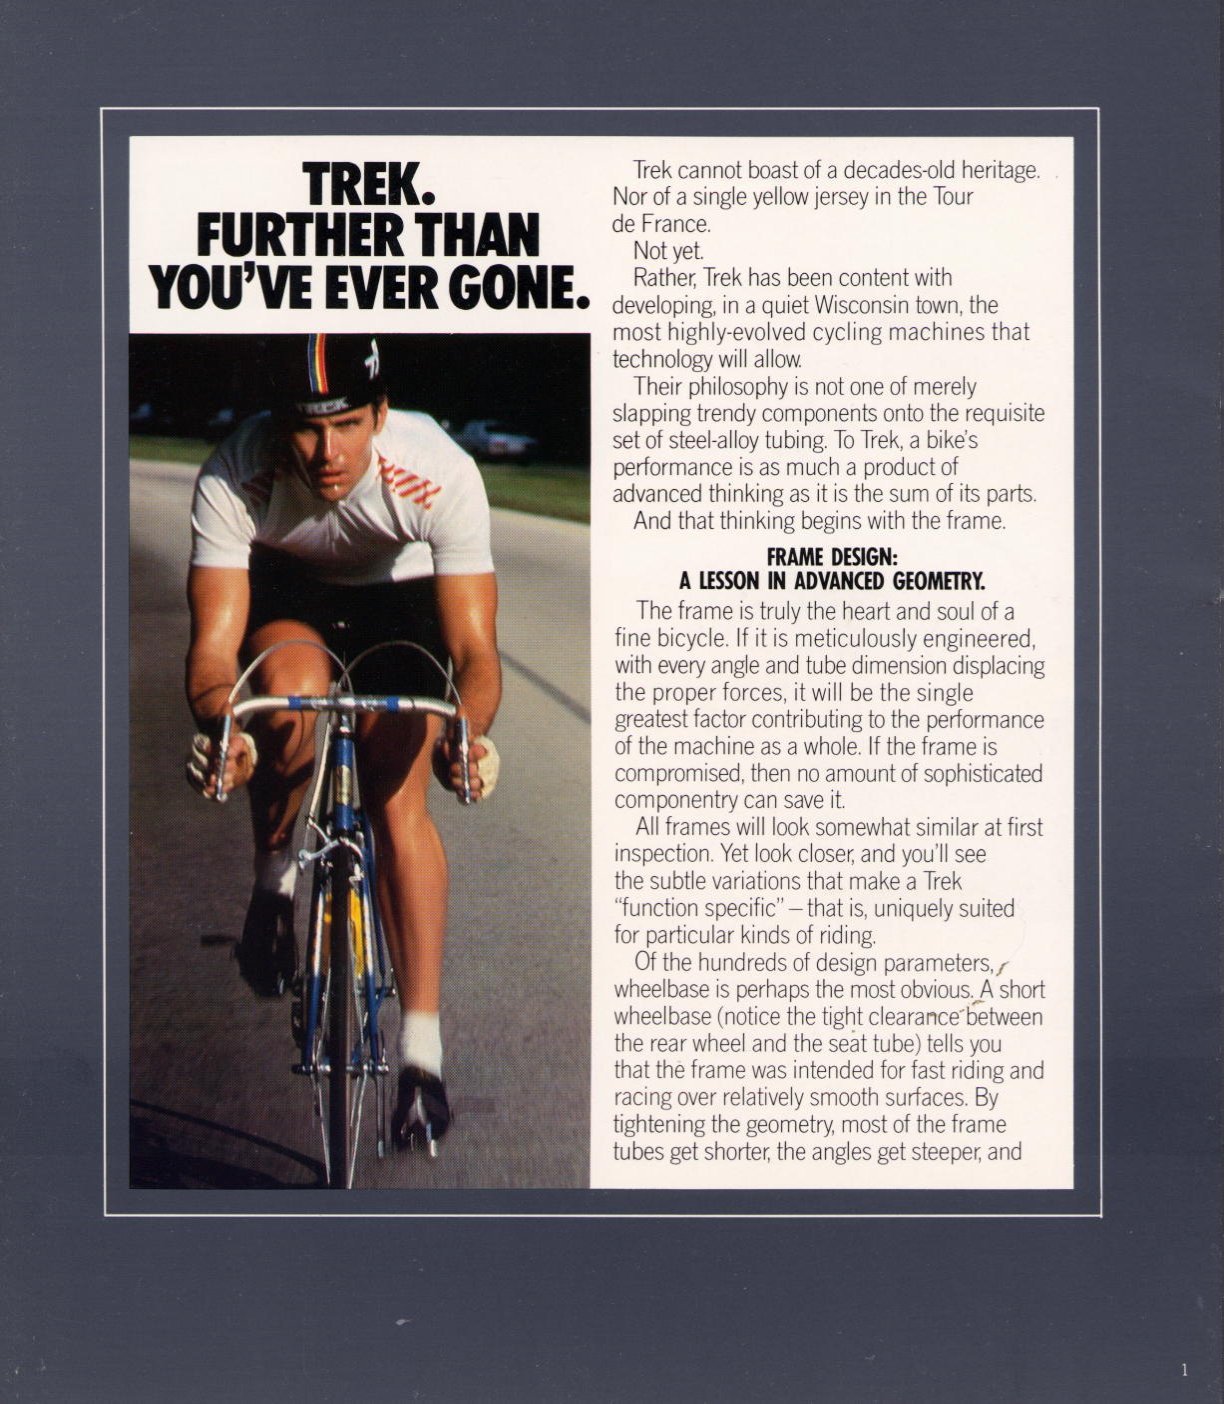 TREK.
FURTHER THAN
YOU'VE EVER GONE.
TREK
Trek cannot boast of a decades-old heritage.
Nor of a single yellow jersey in the Tour
de France.
Not yet.
Rather, Trek has been content with
developing, in a quiet Wisconsin town, the
most highly-evolved cycling machines that
technology will allow.
Their philosophy is not one of merely
slapping trendy components onto the requisite
set of steel-alloy tubing. To Trek, a bike's
performance is as much a product of
advanced thinking as it is the sum of its parts.
And that thinking begins with the frame.
FRAME DESIGN:
A LESSON IN ADVANCED GEOMETRY.
The frame is truly the heart and soul of a
fine bicycle. If it is meticulously engineered,
with every angle and tube dimension displacing
the proper forces, it will be the single
greatest factor contributing to the performance
of the machine as a whole. If the frame is
compromised, then no amount of sophisticated
componentry can save it.
All frames will look somewhat similar at first
inspection. Yet look closer, and you'll see
the subtle variations that make a Trek
“function specific” – that is, uniquely suited
for particular kinds of riding.
Of the hundreds of design parameters,
wheelbase is perhaps the most obvious. A short
wheelbase (notice the tight clearance between
the rear wheel and the seat tube) tells you
that the frame was intended for fast riding and
racing over relatively smooth surfaces. By
tightening the geometry, most of the frame
tubes get shorter, the angles get steeper, and
1